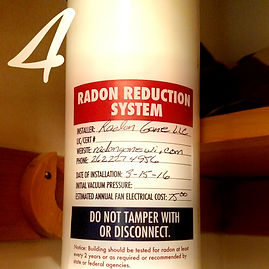 4
RADON REDUCTION
SYSTEM
INSTALLER: Radon Gone LLC
LIC/CERT #
WEBSITE: radongonewi.com
PHONE: 262 227 4956
DATE OF INSTALLATION: 3-15-16
INITIAL VACUUM PRESSURE:
ESTIMATED ANNUAL FAN ELECTRICAL COST: 75.00
DO NOT TAMPER WITH
OR DISCONNECT.
Notice: Building should be tested for radon at least
every 2 years or as required or recommended by
state or federal agencies.